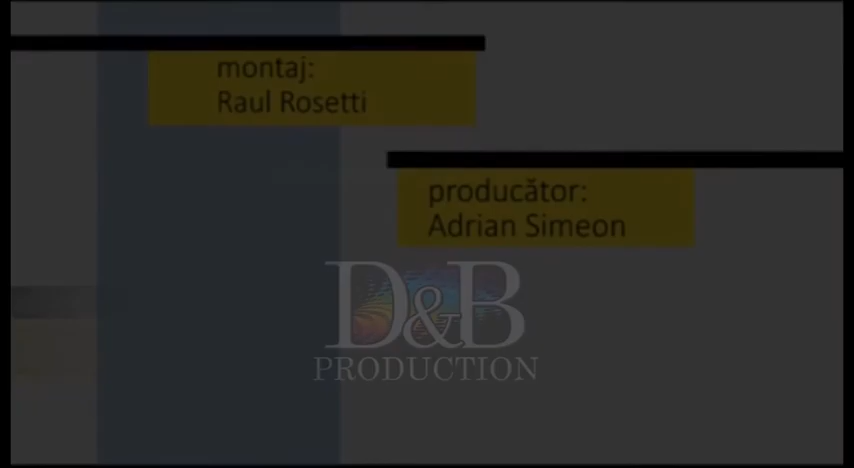 montaj:
Raul Rosetti
producător:
Adrian Simeon
D&B
PRODUCTION